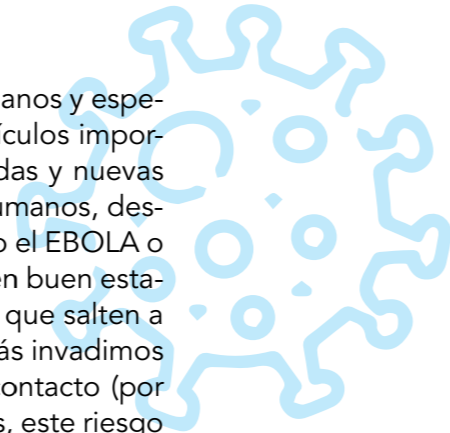 anos y espe-
ículos impor-
das y nuevas
umanos, des-
o el EBOLA o
en buen esta-
que salten a
ás invadimos
ontacto (por
s, este riesgo